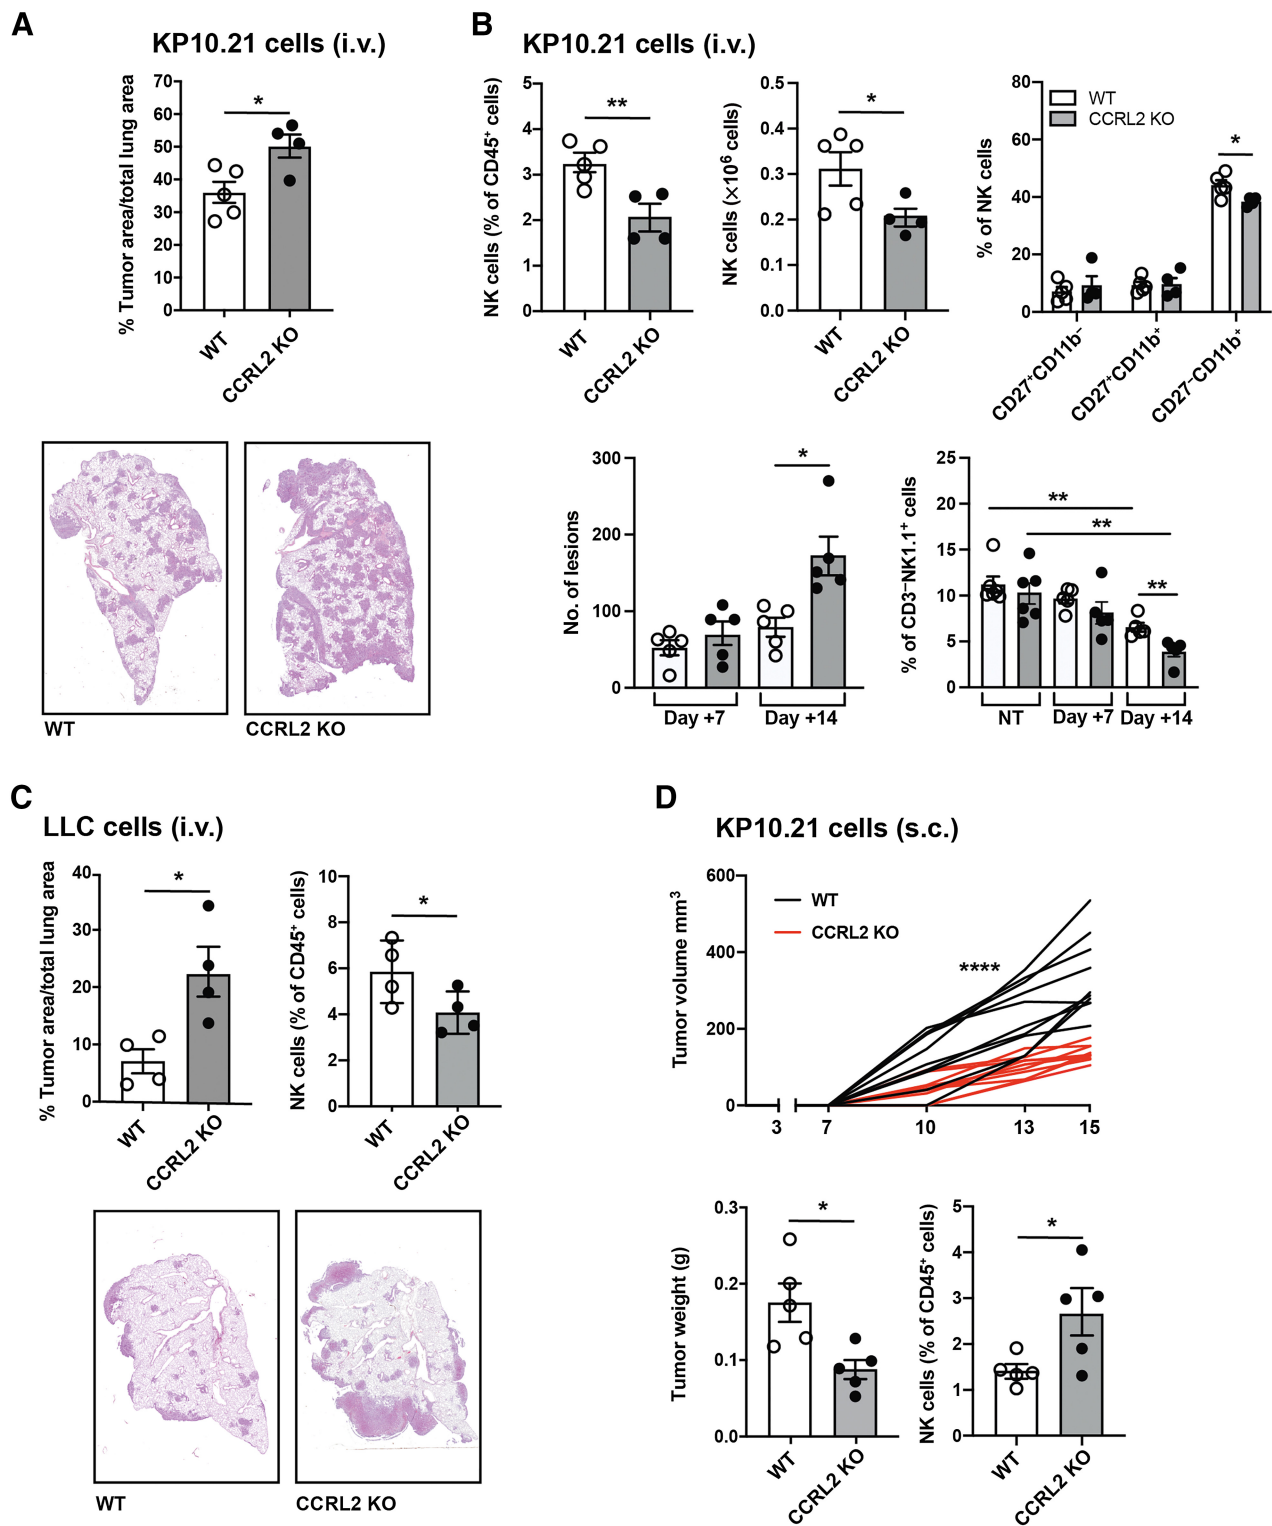 A
KP10.21 cells (i.v.)
% Tumor area/total lung area
70
60
50
40
30
20
10
0
*
WT
CCRL2 KO
WT
CCRL2 KO
B
KP10.21 cells (i.v.)
NK cells (% of CD45⁺ cells)
5
4
3
2
1
0
**
WT
CCRL2 KO
NK cells (×10⁶ cells)
0.5
0.4
0.3
0.2
0.1
0.0
*
WT
CCRL2 KO
% of NK cells
80
60
40
20
0
WT
CCRL2 KO
*
CD27⁺CD11b⁻
CD27⁺CD11b⁺
CD27⁻CD11b⁺
No. of lesions
300
200
100
0
*
Day +7
Day +14
% of CD3⁻NK1.1⁺ cells
25
20
15
10
5
0
**
**
**
NT
Day +7
Day +14
C
LLC cells (i.v.)
% Tumor area/total lung area
40
30
20
10
0
*
WT
CCRL2 KO
NK cells (% of CD45⁺ cells)
10
8
6
4
2
0
*
WT
CCRL2 KO
WT
CCRL2 KO
D
KP10.21 cells (s.c.)
Tumor volume mm³
600
400
200
0
WT
CCRL2 KO
****
3
7
10
13
15
Tumor weight (g)
0.3
0.2
0.1
0.0
*
WT
CCRL2 KO
NK cells (% of CD45⁺ cells)
5
4
3
2
1
0
*
WT
CCRL2 KO